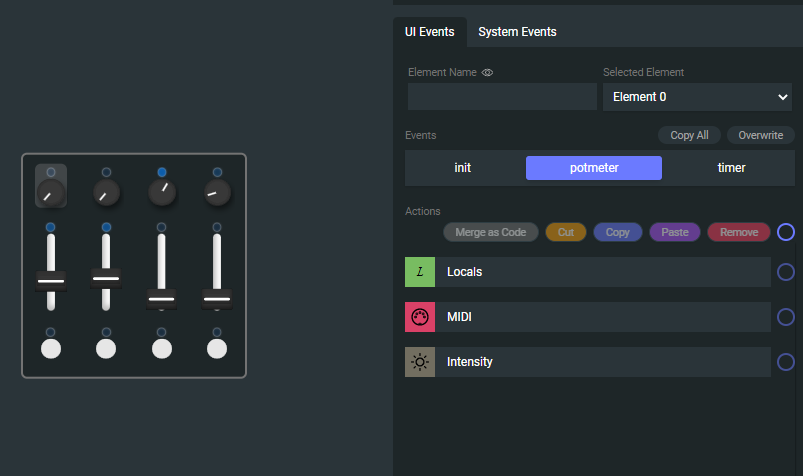 UI Events System Events
Element Name Selected Element
Element 0
Events Copy All Overwrite
init potmeter timer
Actions
Merge as Code Cut Copy Paste Remove
L Locals
MIDI
Intensity